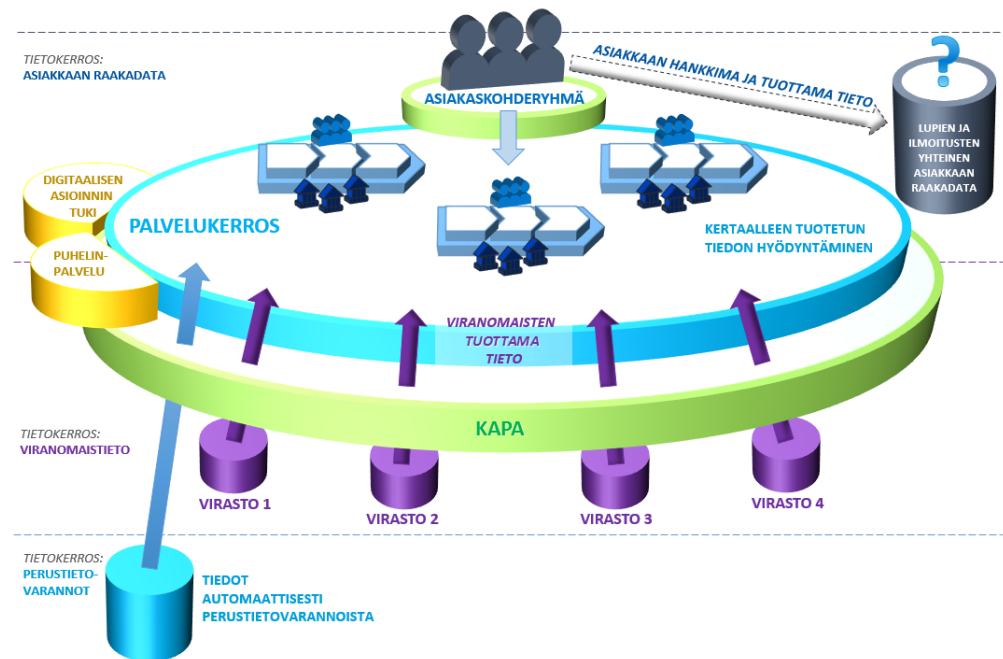 TIETOKERROS:
ASIAKKAAN RAAKADATA
ASIAKASKOHDERYHMÄ
ASIAKKAAN HANKKIMA JA TUOTTAMA TIETO
?
LUPIEN JA
ILMOITUSTEN
YHTEINEN
ASIAKKAAN
RAAKADATA
DIGITAALISEN
ASIOINNIN
TUKI
PUHELIN-
PALVELU
PALVELUKERROS
KERTAALLEEN TUOTETUN
TIEDON HYÖDYNTÄMINEN
VIRANOMAISTEN
TUOTTAMA
TIETO
KAPA
TIETOKERROS:
VIRANOMAISTIETO
VIRASTO 1
VIRASTO 2
VIRASTO 3
VIRASTO 4
TIETOKERROS:
PERUSTIETO-
VARANNOT
TIEDOT
AUTOMAATTISESTI
PERUSTIETOVARANNOISTA